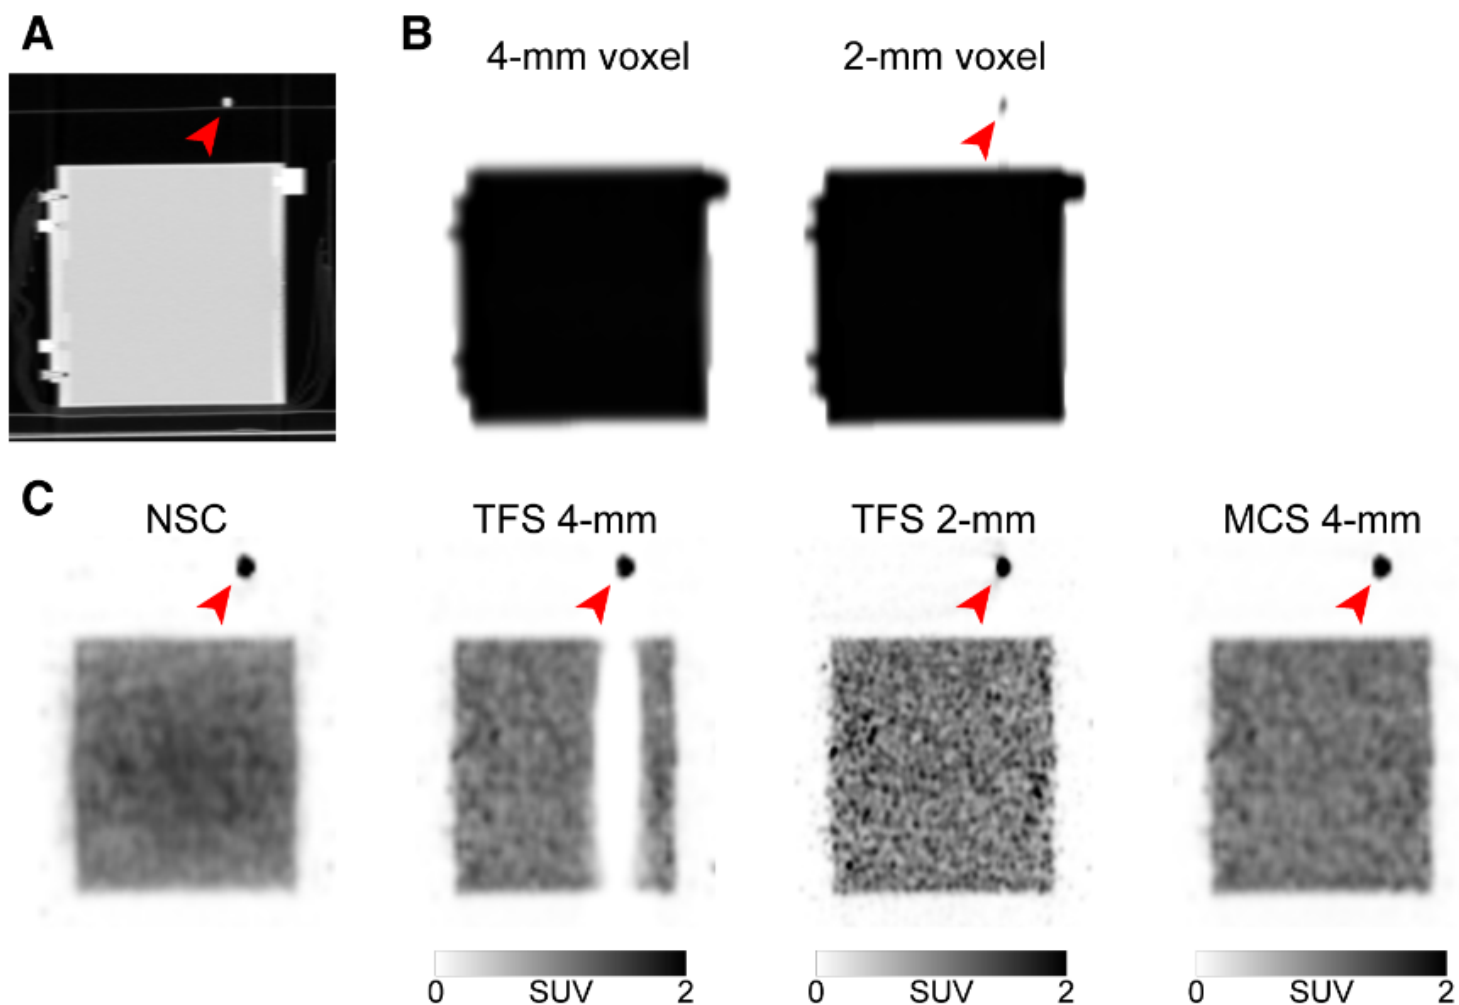 A
B
4-mm voxel
2-mm voxel
C
NSC
TFS 4-mm
TFS 2-mm
MCS 4-mm
0 SUV 2
0 SUV 2
0 SUV 2